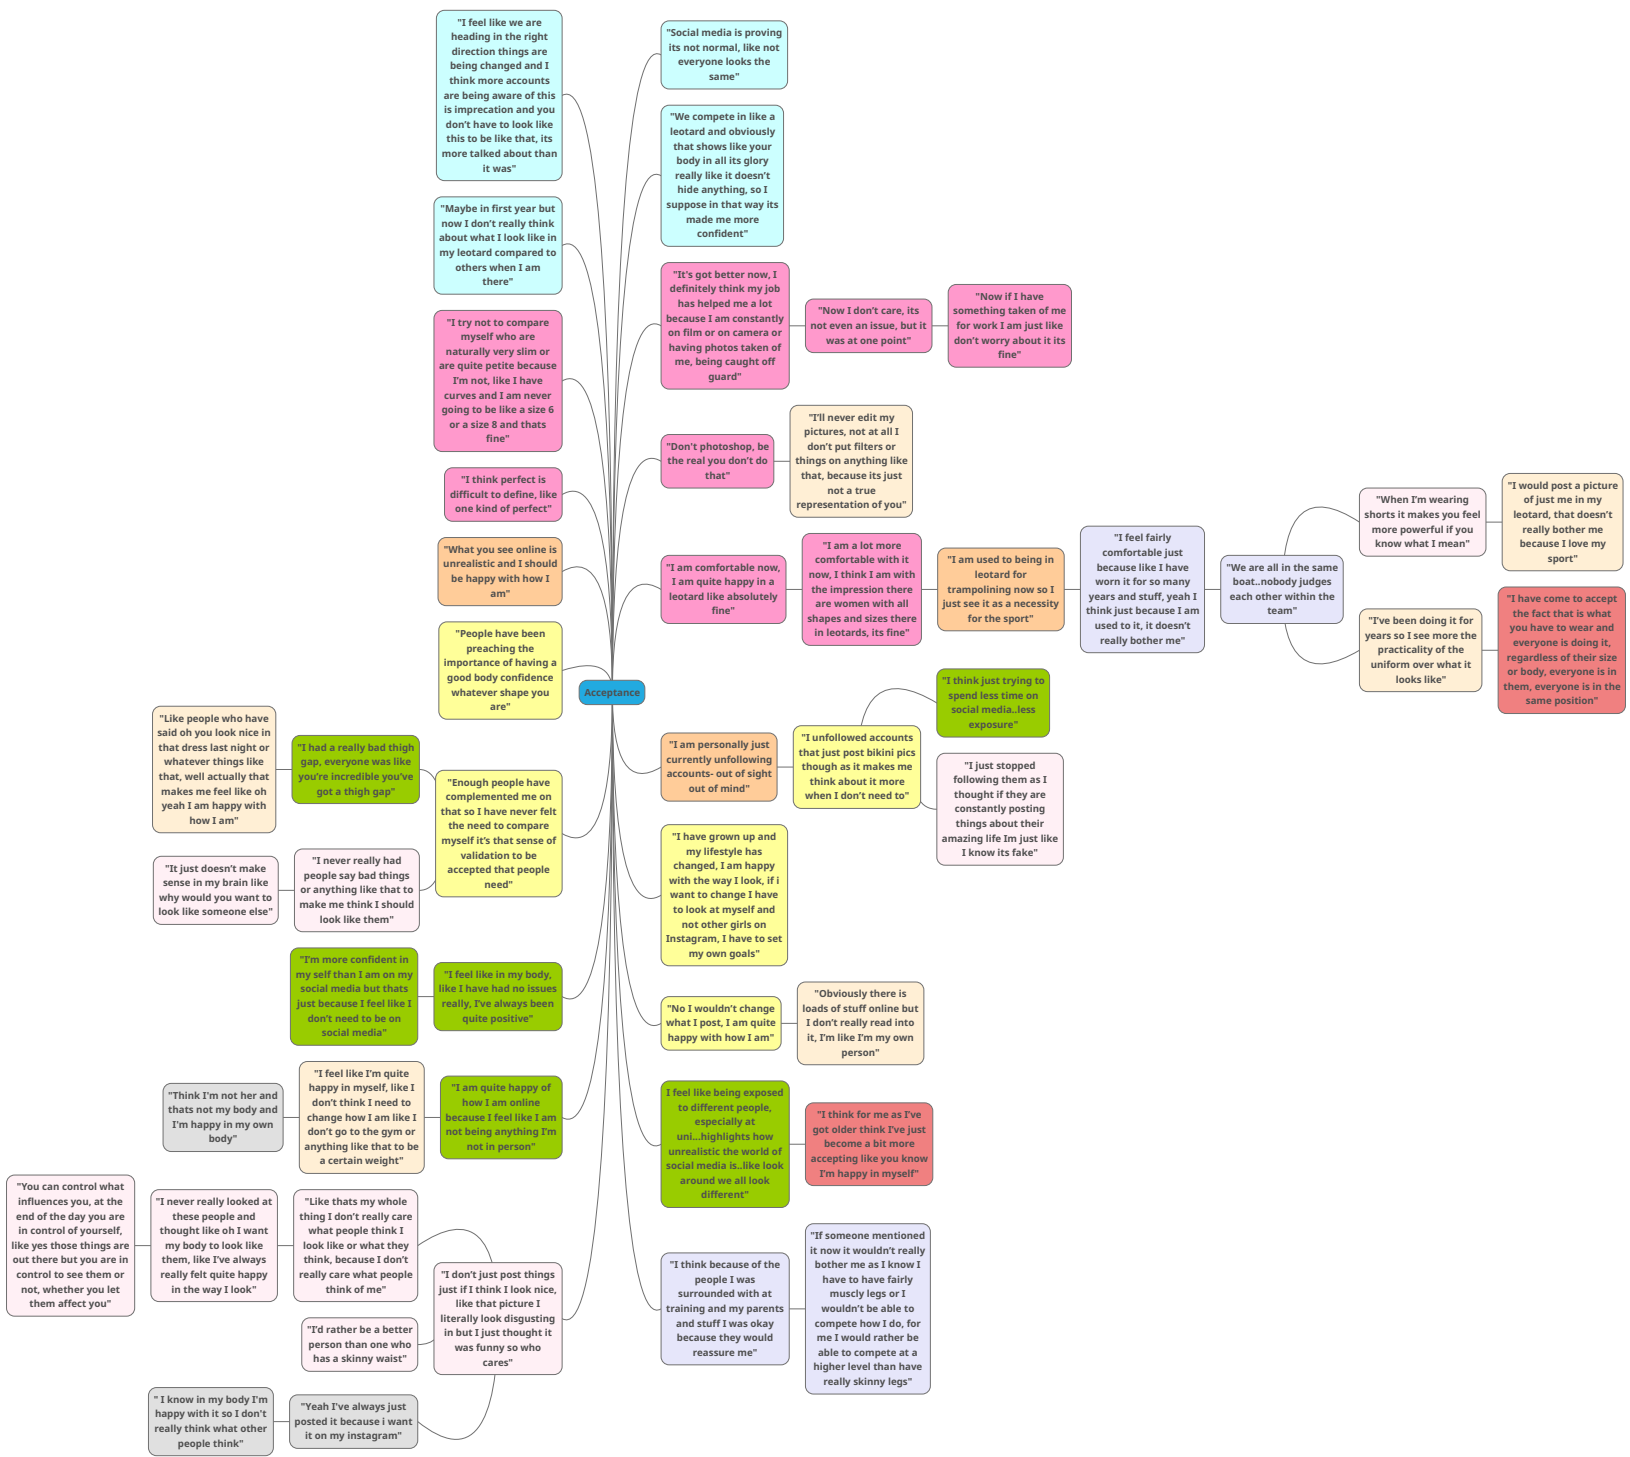 "I feel like we are
heading in the right
direction things are
being changed and I
think more accounts
are being aware of this
is imprecation and you
don’t have to look like
this to be like that, its
more talked about than
it was"
"Maybe in first year but
now I don’t really think
about what I look like in
my leotard compared to
others when I am
there"
"I try not to compare
myself who are
naturally very slim or
are quite petite because
I’m not, like I have
curves and I am never
going to be like a size 6
or a size 8 and thats
fine"
"I think perfect is
difficult to define, like
one kind of perfect”
"What you see online is
unrealistic and I should
be happy with how I
am"
"People have been
preaching the
importance of having a
good body confidence
whatever shape you
are"
"Enough people have
complemented me on
that so I have never felt
the need to compare
myself it’s that sense of
validation to be
accepted that people
need"
"I had a really bad thigh
gap, everyone was like
you’re incredible you’ve
got a thigh gap"
"Like people who have
said oh you look nice in
that dress last night or
whatever things like
that, well actually that
makes me feel like oh
yeah I am happy with
how I am"
"I never really had
people say bad things
or anything like that to
make me think I should
look like them"
"It just doesn’t make
sense in my brain like
why would you want to
look like someone else"
"I feel like in my body,
like I have had no issues
really, I’ve always been
quite positive"
"I’m more confident in
my self than I am on my
social media but thats
just because I feel like I
don’t need to be on
social media"
"I am quite happy of
how I am online
because I feel like I am
not being anything I’m
not in person"
"I feel like I’m quite
happy in myself, like I
don’t think I need to
change how I am like I
don’t go to the gym or
anything like that to be
a certain weight"
"Think I'm not her and
thats not my body and
I'm happy in my own
body"
"I don’t just post things
just if I think I look nice,
like that picture I
literally look disgusting
in but I just thought it
was funny so who
cares"
"Like thats my whole
thing I don’t really care
what people think I
look like or what they
think, because I don’t
really care what people
think of me"
"I never really looked at
these people and
thought like oh I want
my body to look like
them, like I’ve always
really felt quite happy
in the way I look"
"You can control what
influences you, at the
end of the day you are
in control of yourself,
like yes those things are
out there but you are in
control to see them or
not, whether you let
them affect you"
"I’d rather be a better
person than one who
has a skinny waist"
"Yeah I've always just
posted it because i want
it on my instagram"
" I know in my body I'm
happy with it so I don't
really think what other
people think"
Acceptance
"Social media is proving
its not normal, like not
everyone looks the
same"
"We compete in like a
leotard and obviously
that shows like your
body in all its glory
really like it doesn’t
hide anything, so I
suppose in that way its
made me more
confident"
"It’s got better now, I
definitely think my job
has helped me a lot
because I am constantly
on film or on camera or
having photos taken of
me, being caught off
guard"
"Now I don’t care, its
not even an issue, but it
was at one point"
"Now if I have
something taken of me
for work I am just like
don’t worry about it its
fine"
"Don’t photoshop, be
the real you don’t do
that"
"I’ll never edit my
pictures, not at all I
don’t put filters or
things on anything like
that, because its just
not a true
representation of you"
"I am comfortable now,
I am quite happy in a
leotard like absolutely
fine"
"I am a lot more
comfortable with it
now, I think I am with
the impression there
are women with all
shapes and sizes there
in leotards, its fine"
"I am used to being in
leotard for
trampolining now so I
just see it as a necessity
for the sport"
"I feel fairly
comfortable just
because like I have
worn it for so many
years and stuff, yeah I
think just because I am
used to it, it doesn’t
really bother me"
"We are all in the same
boat..nobody judges
each other within the
team"
"When I’m wearing
shorts it makes you feel
more powerful if you
know what I mean"
"I would post a picture
of just me in my
leotard, that doesn’t
really bother me
because I love my
sport"
"I’ve been doing it for
years so I see more the
practicality of the
uniform over what it
looks like"
"I have come to accept
the fact that is what
you have to wear and
everyone is doing it,
regardless of their size
or body, everyone is in
them, everyone is in the
same position"
"I am personally just
currently unfollowing
accounts- out of sight
out of mind"
"I unfollowed accounts
that just post bikini pics
though as it makes me
think about it more
when I don’t need to"
"I think just trying to
spend less time on
social media..less
exposure"
"I just stopped
following them as I
thought if they are
constantly posting
things about their
amazing life Im just like
I know its fake"
"I have grown up and
my lifestyle has
changed, I am happy
with the way I look, if i
want to change I have
to look at myself and
not other girls on
Instagram, I have to set
my own goals"
"No I wouldn’t change
what I post, I am quite
happy with how I am"
"Obviously there is
loads of stuff online but
I don’t really read into
it, I’m like I’m my own
person"
I feel like being exposed
to different people,
especially at
uni...highlights how
unrealistic the world of
social media is..like look
around we all look
different"
"I think for me as I’ve
got older think I’ve just
become a bit more
accepting like you know
I’m happy in myself"
"I think because of the
people I was
surrounded with at
training and my parents
and stuff I was okay
because they would
reassure me"
"If someone mentioned
it now it wouldn’t really
bother me as I know I
have to have fairly
muscly legs or I
wouldn’t be able to
compete how I do, for
me I would rather be
able to compete at a
higher level than have
really skinny legs"